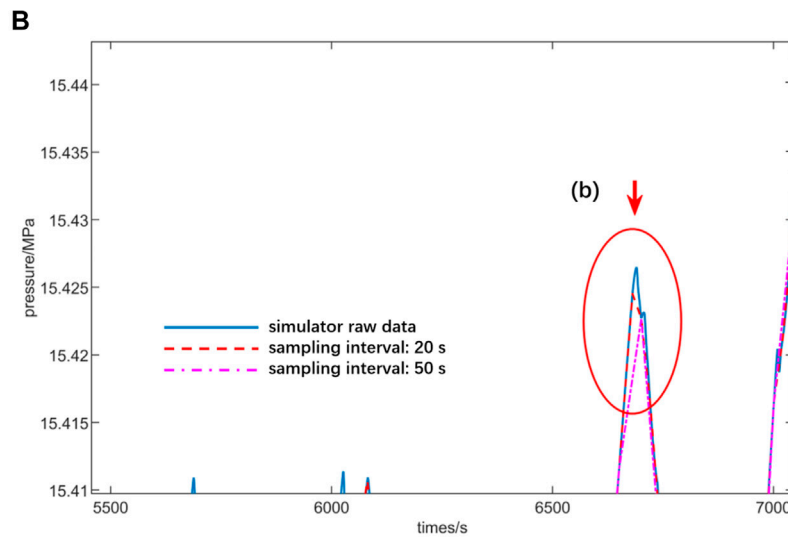 B
15.44
15.435
15.43
15.425
15.42
15.415
15.41
pressure/MPa
(b)
simulator raw data
sampling interval: 20 s
sampling interval: 50 s
5500 6000 6500 7000
times/s